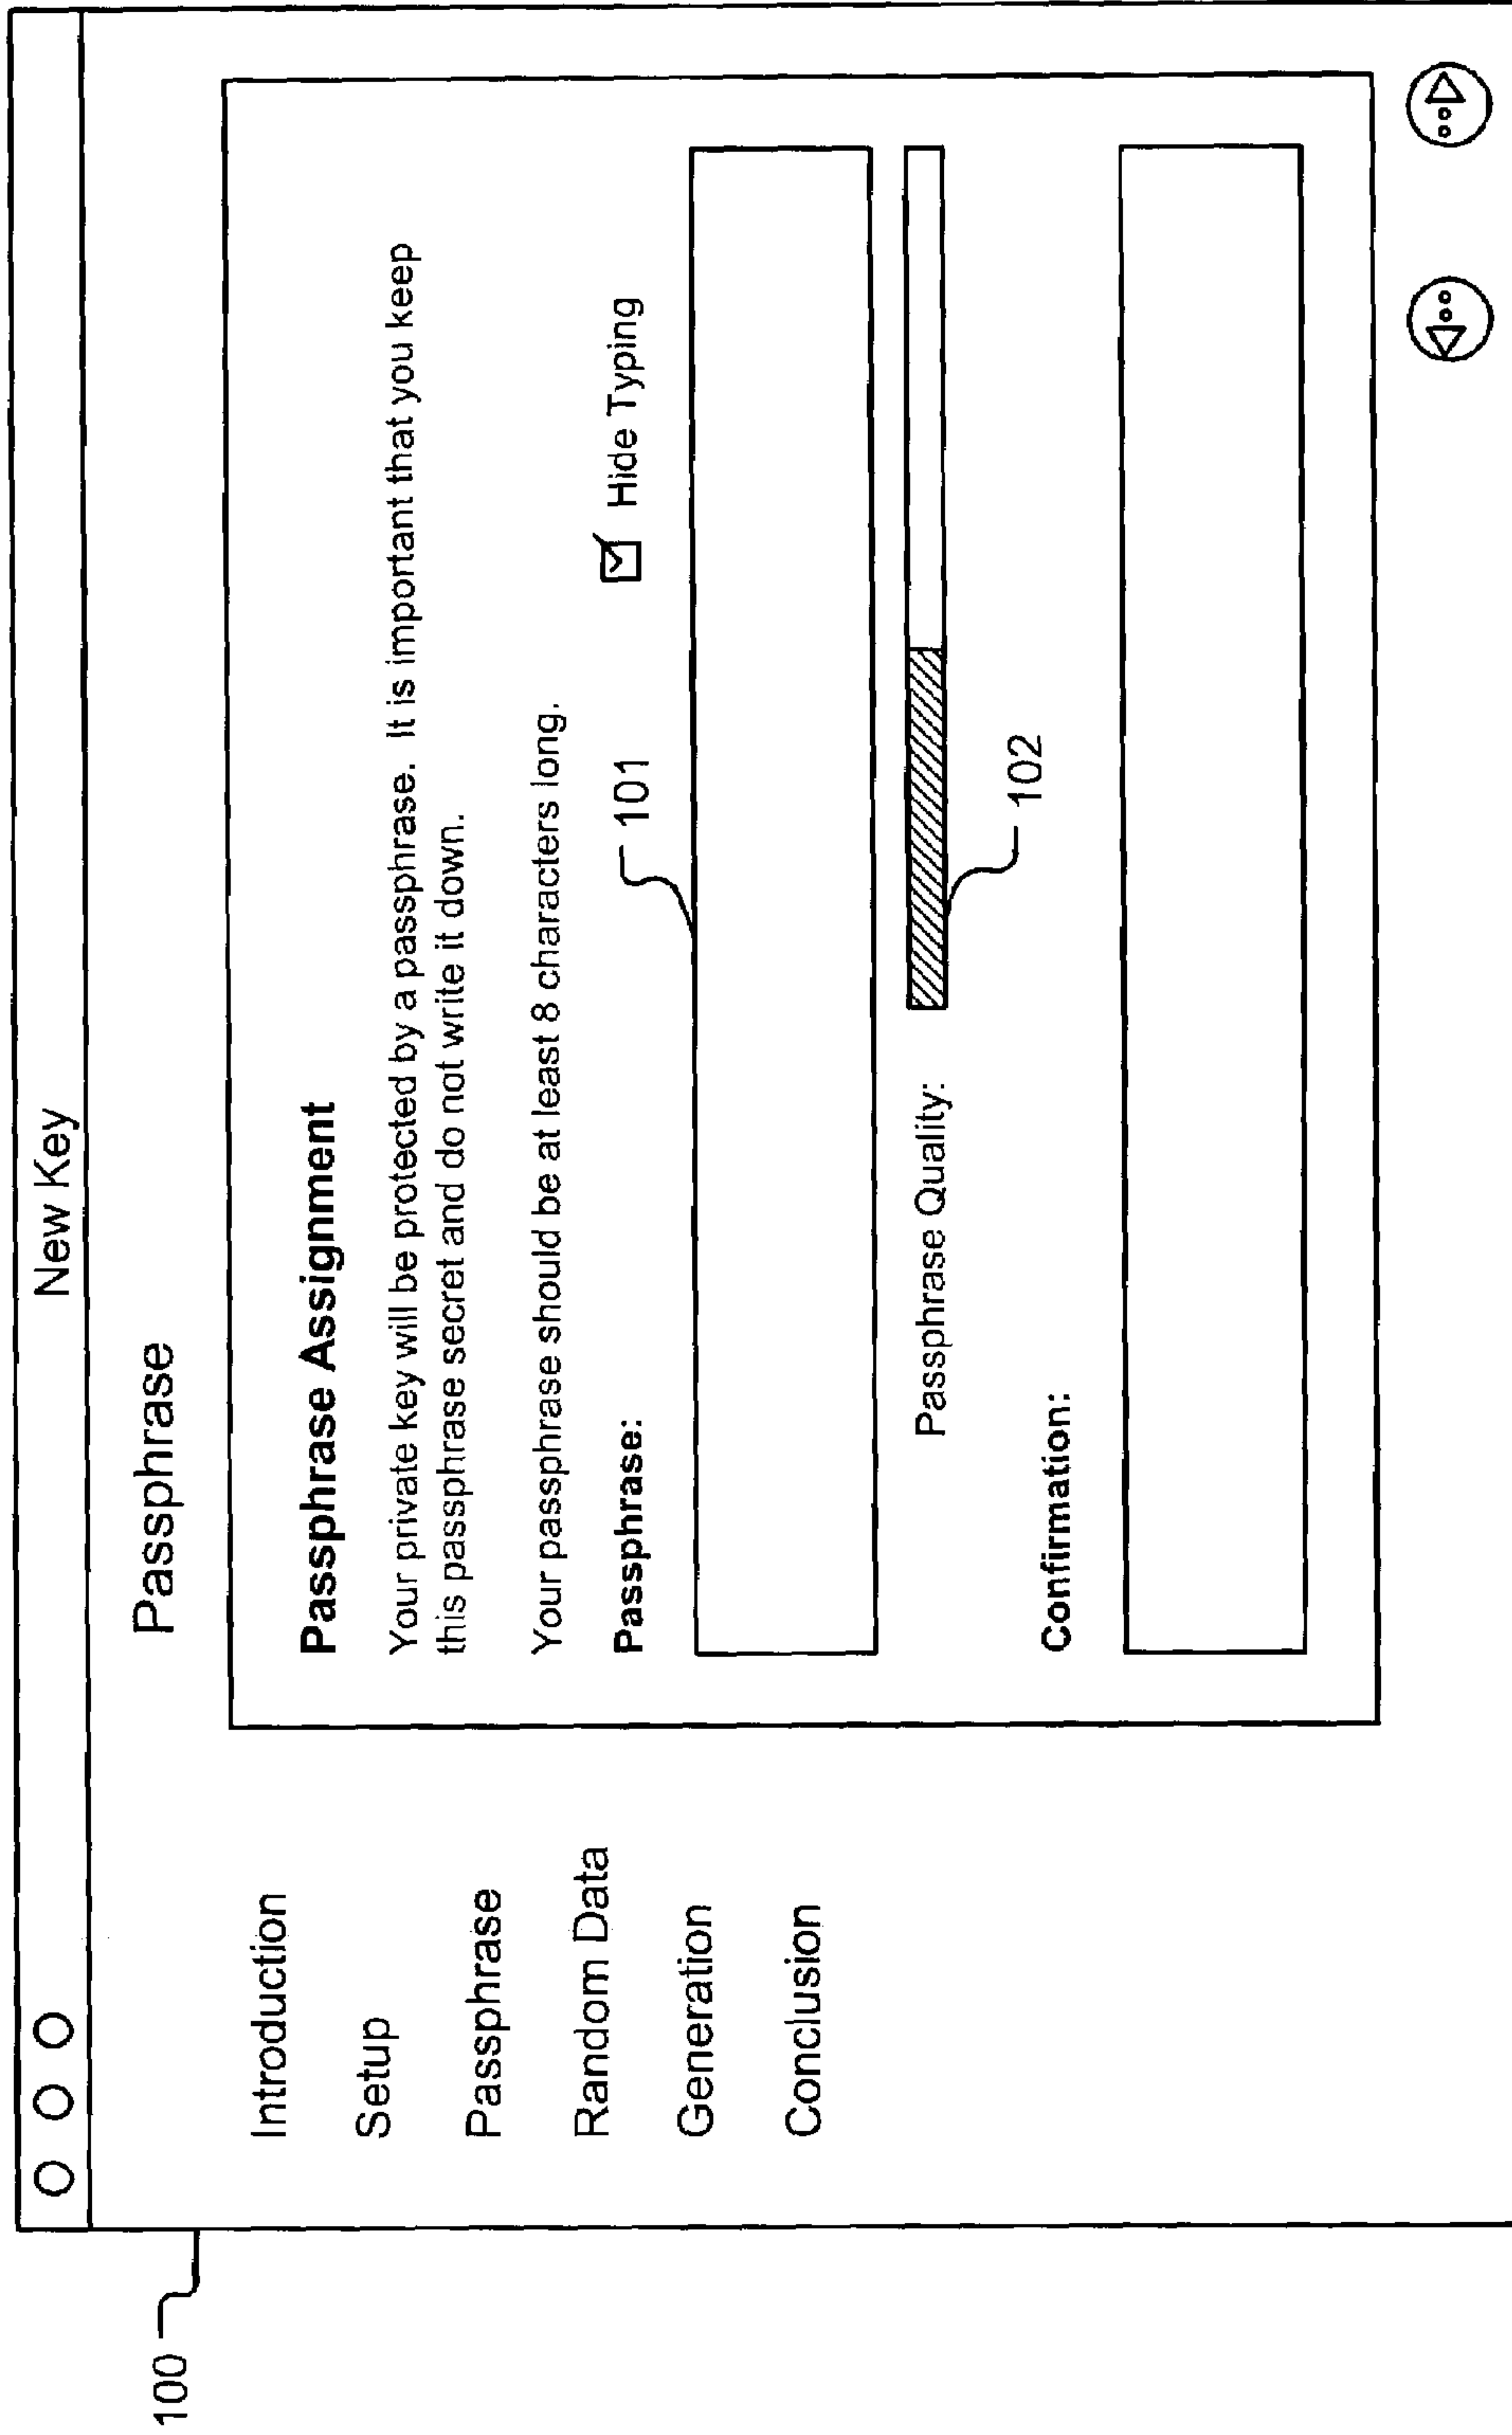 100
New Key
Passphrase
Introduction
Setup
Passphrase
Random Data
Generation
Conclusion
Passphrase Assignment
Your private key will be protected by a passphrase. It is important that you keep
this passphrase secret and do not write it down.
Your passphrase should be at least 8 characters long.
Passphrase:
101
Hide Typing
Passphrase Quality:
102
Confirmation: